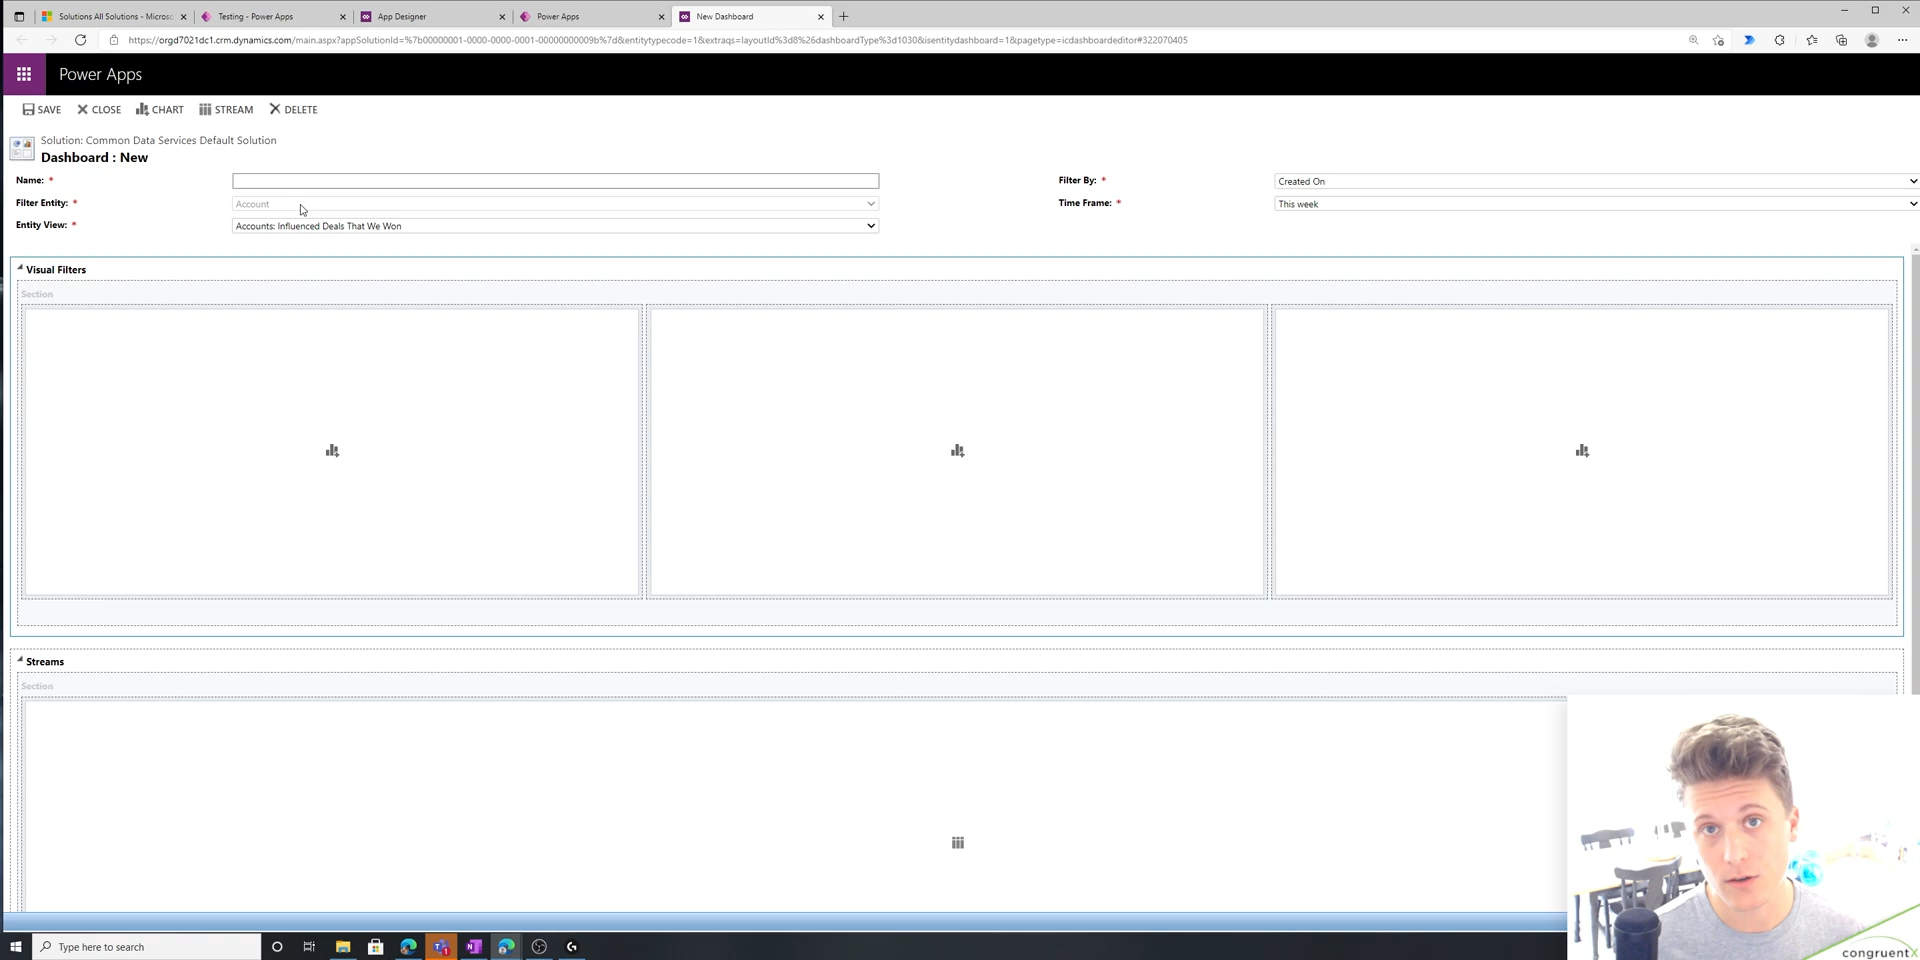 Solutions All Solutions - Microso
Testing - Power Apps
App Designer
Power Apps
New Dashboard
https://orgd7021dc1.crm.dynamics.com/main.aspx?appSolutionId=%7b00000001-0000-0000-0001-00000000009b%7d&entitytypecode=1&extraqs=layoutId%3d8%26dashboardType%3d1030&isentitydashboard=1&pagetype=icdashboardeditor#322070405
Power Apps
SAVE CLOSE CHART STREAM DELETE
Solution: Common Data Services Default Solution
Dashboard : New
Name: * Filter By: * Created On
Filter Entity: * Account Time Frame: * This week
Entity View: * Accounts: Influenced Deals That We Won
Visual Filters
Section
Streams
Section
Type here to search
congruentX